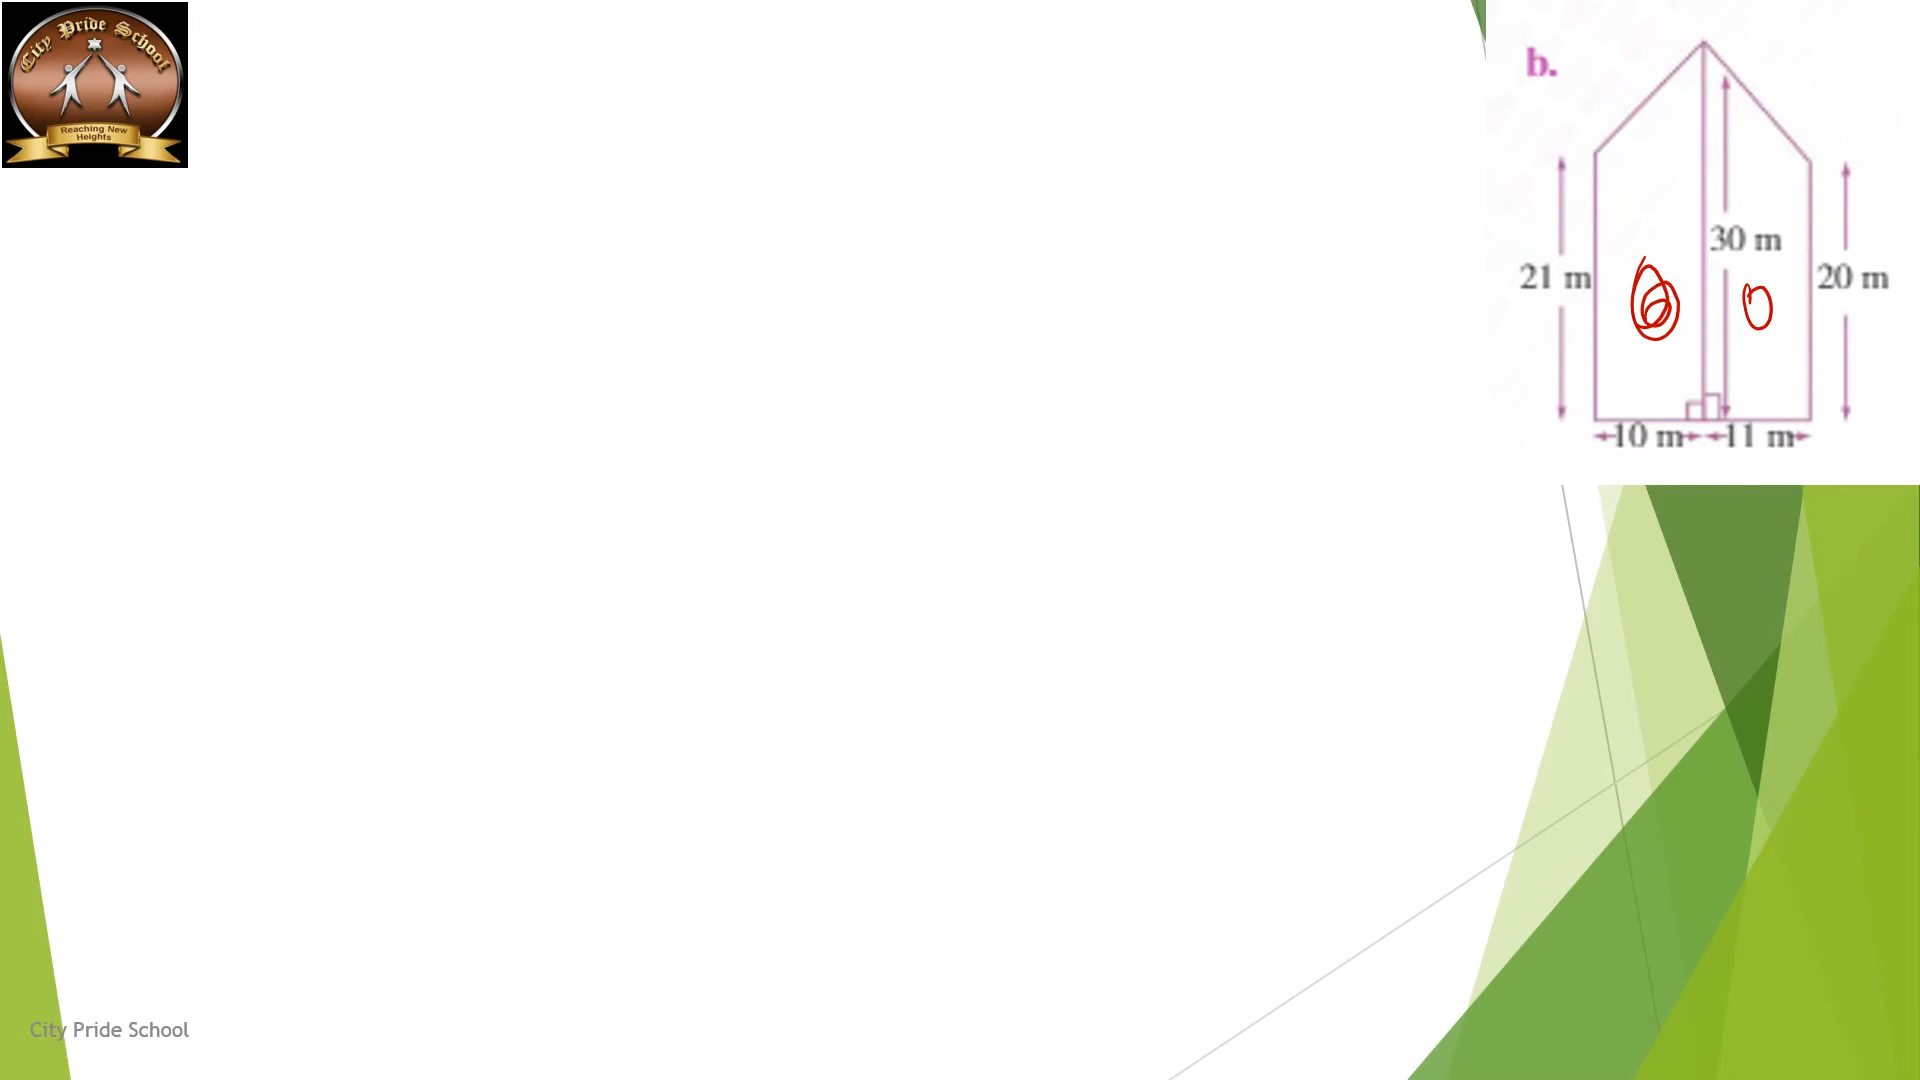 City Pride School
Reaching New
Heights
b.
30 m
21 m
20 m
10 m
11 m
City Pride School